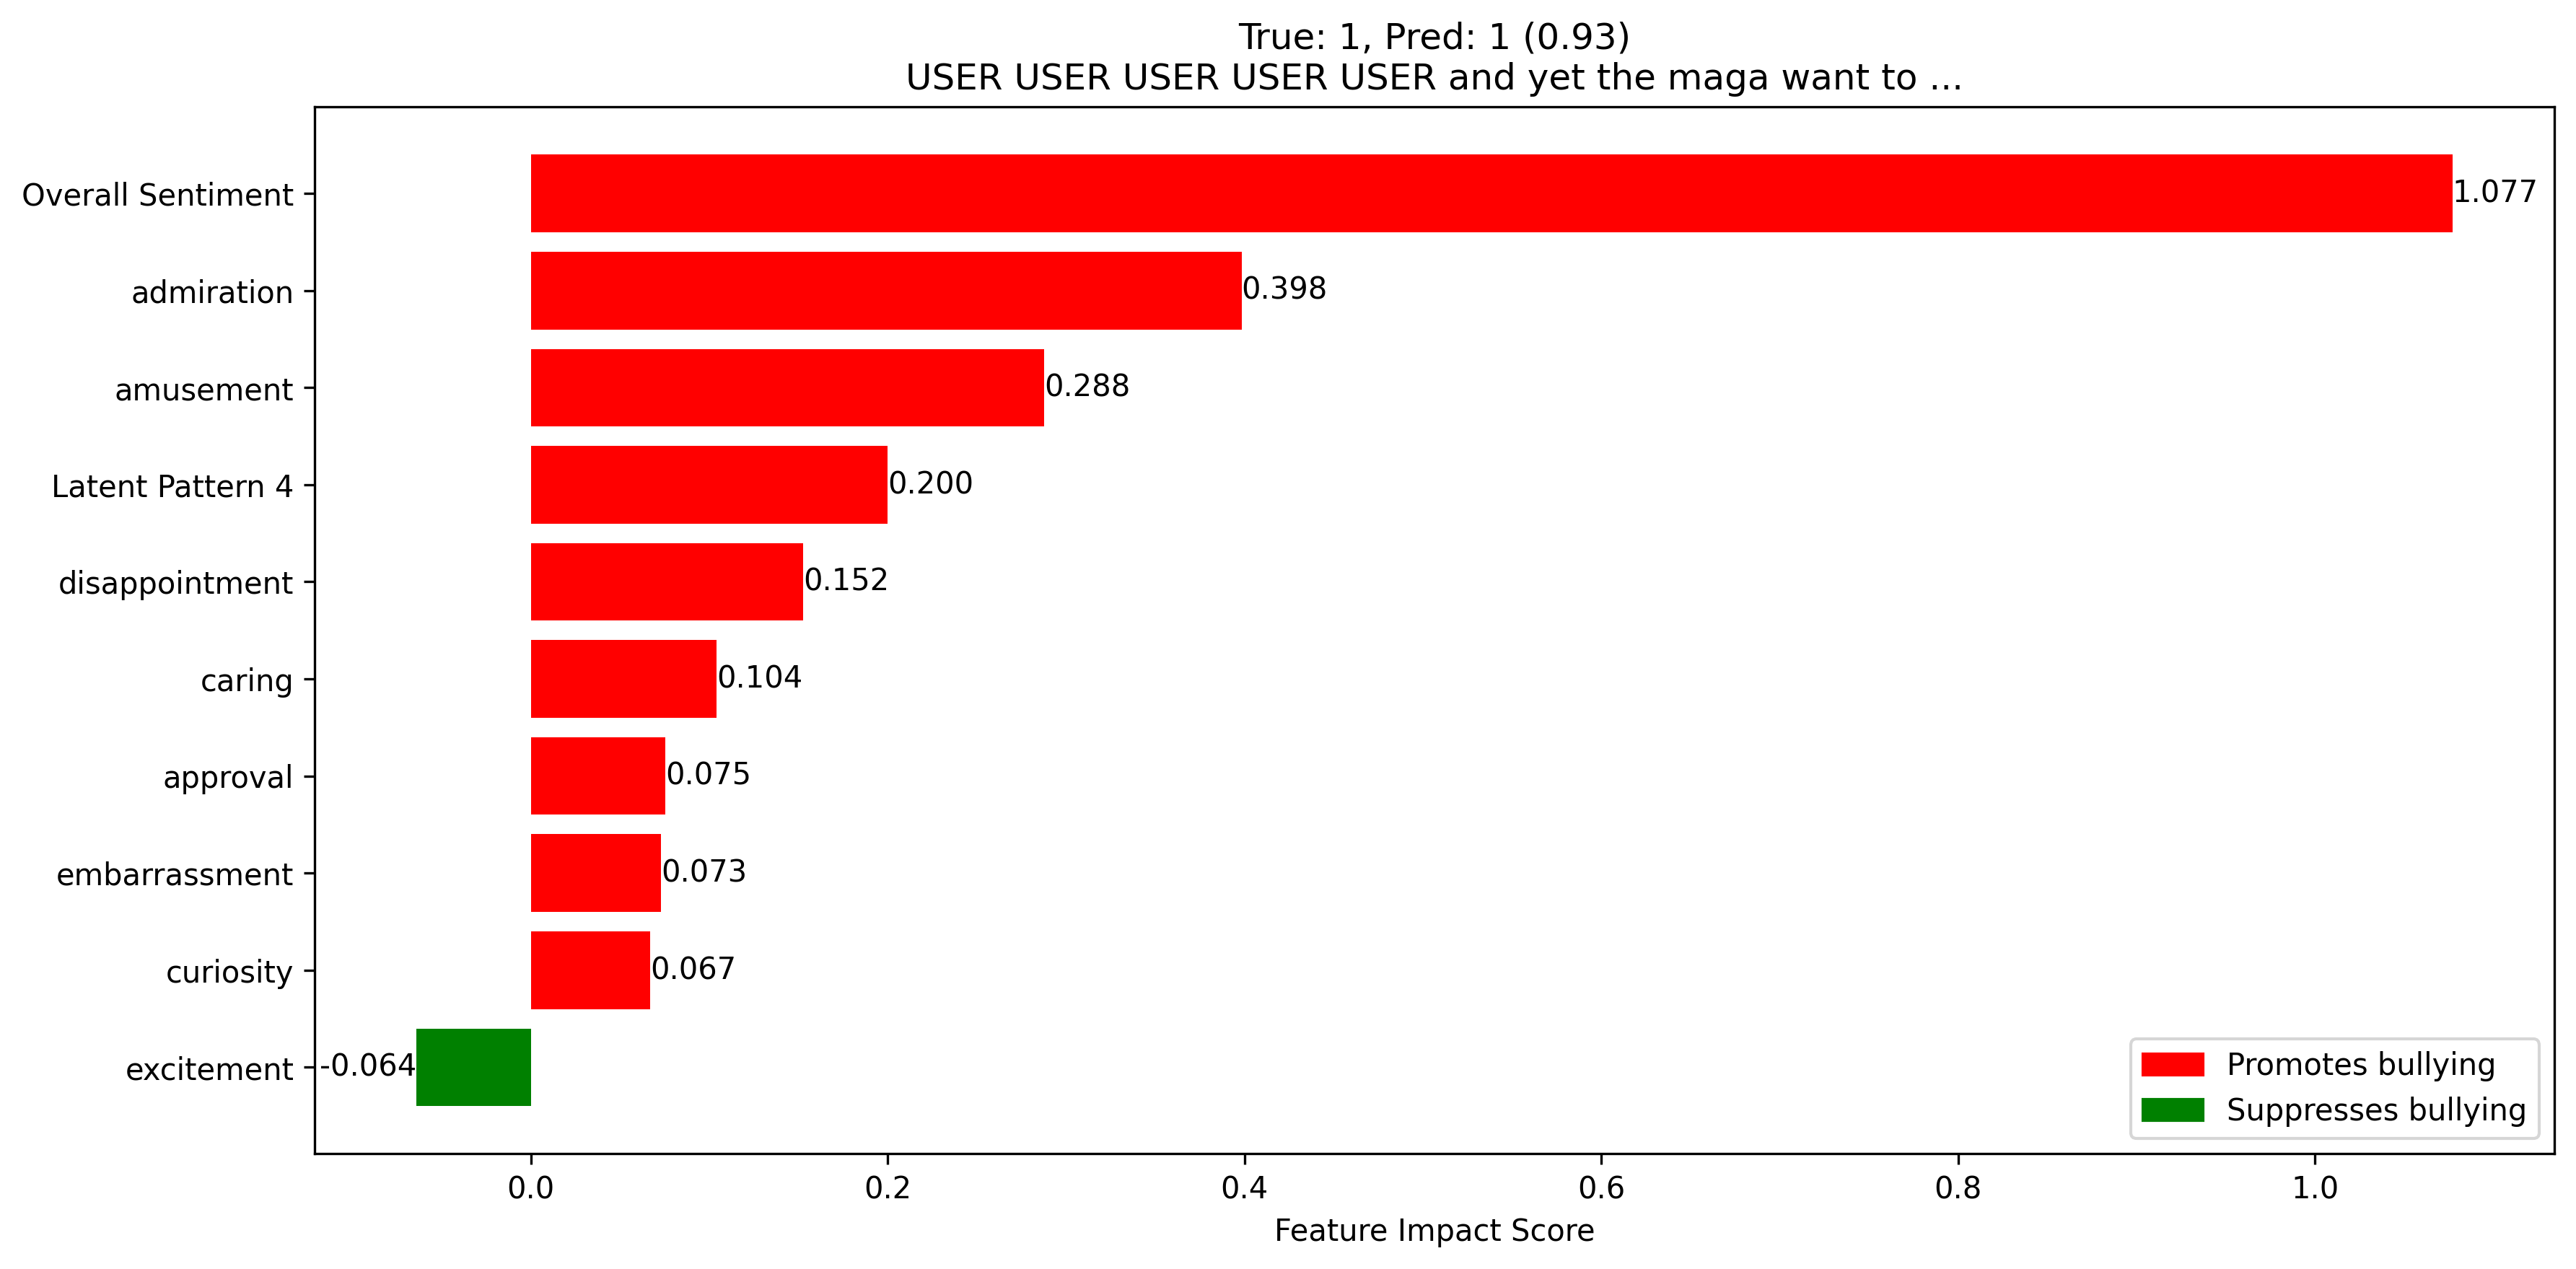 True: 1, Pred: 1 (0.93)
USER USER USER USER USER and yet the maga want to ...
Overall Sentiment 1.077
admiration 0.398
amusement 0.288
Latent Pattern 4 0.200
disappointment 0.152
caring 0.104
approval 0.075
embarrassment 0.073
curiosity 0.067
excitement -0.064
Promotes bullying
Suppresses bullying
0.0 0.2 0.4 0.6 0.8 1.0
Feature Impact Score